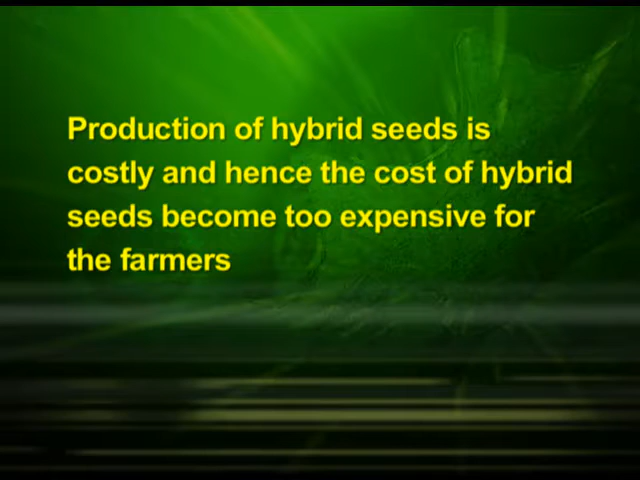 Production of hybrid seeds is
costly and hence the cost of hybrid
seeds become too expensive for
the farmers